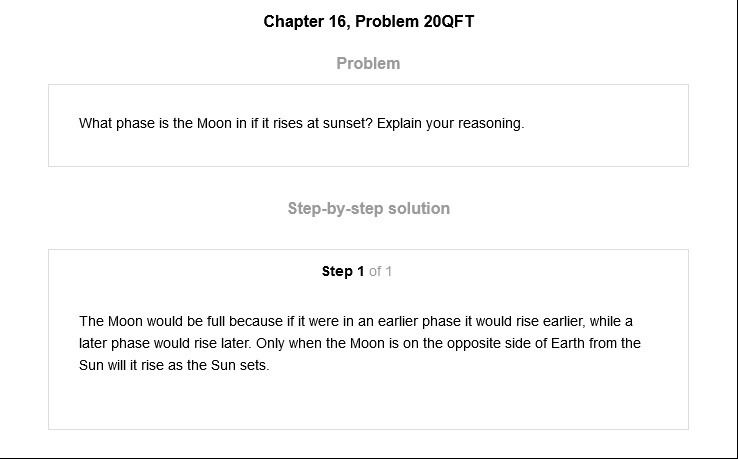 Chapter 16, Problem 20QFT
Problem
What phase is the Moon in if it rises at sunset? Explain your reasoning.
Step-by-step solution
Step 1 of 1
The Moon would be full because if it were in an earlier phase it would rise earlier, while a
later phase would rise later. Only when the Moon is on the opposite side of Earth from the
Sun will it rise as the Sun sets.